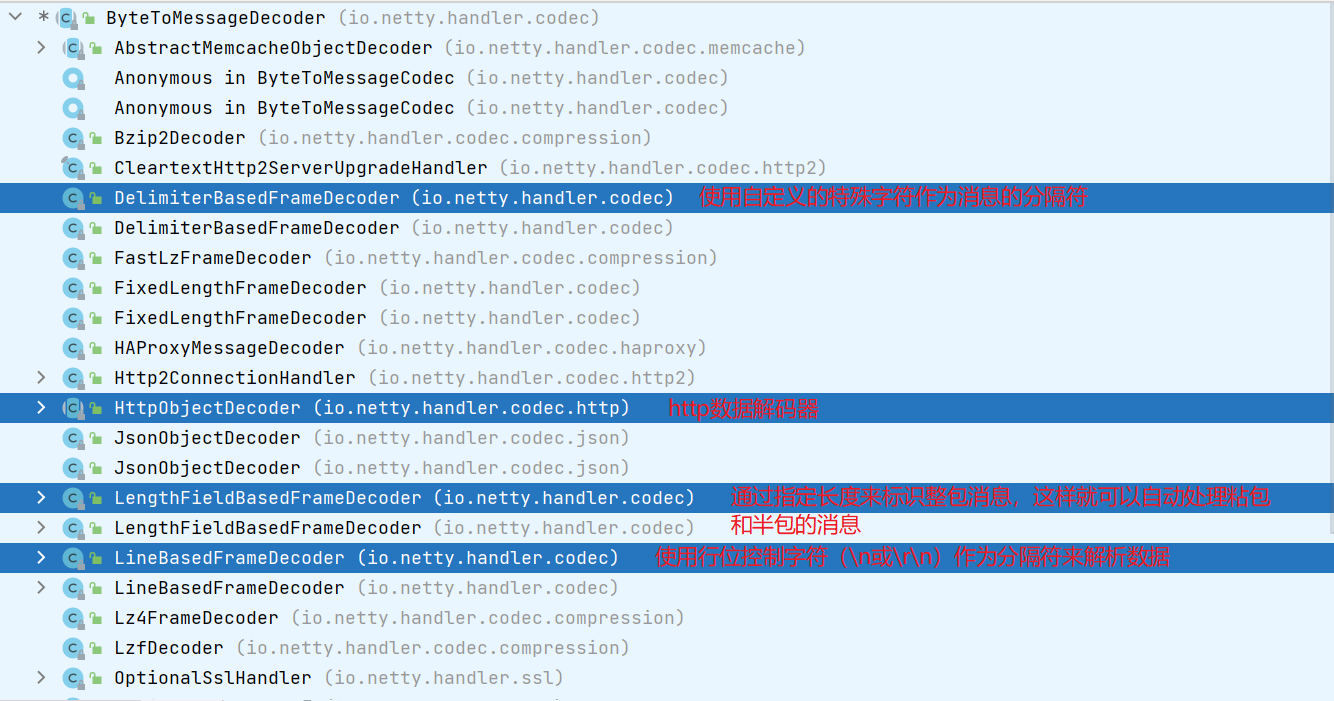 * ByteToMessageDecoder (io.netty.handler.codec)
AbstractMemcacheObjectDecoder (io.netty.handler.codec.memcache)
Anonymous in ByteToMessageCodec (io.netty.handler.codec)
Anonymous in ByteToMessageCodec (io.netty.handler.codec)
Bzip2Decoder (io.netty.handler.codec.compression)
CleartextHttp2ServerUpgradeHandler (io.netty.handler.codec.http2)
DelimiterBasedFrameDecoder (io.netty.handler.codec) 使用自定义的特殊字符作为消息的分隔符
DelimiterBasedFrameDecoder (io.netty.handler.codec)
FastLzFrameDecoder (io.netty.handler.codec.compression)
FixedLengthFrameDecoder (io.netty.handler.codec)
FixedLengthFrameDecoder (io.netty.handler.codec)
HAProxyMessageDecoder (io.netty.handler.codec.haproxy)
Http2ConnectionHandler (io.netty.handler.codec.http2)
HttpObjectDecoder (io.netty.handler.codec.http) http数据解码器
JsonObjectDecoder (io.netty.handler.codec.json)
JsonObjectDecoder (io.netty.handler.codec.json)
LengthFieldBasedFrameDecoder (io.netty.handler.codec) 通过指定长度来标识整包消息，这样就可以自动处理粘包
LengthFieldBasedFrameDecoder (io.netty.handler.codec) 和半包的消息
LineBasedFrameDecoder (io.netty.handler.codec) 使用行位控制字符（\n或\r\n）作为分隔符来解析数据
LineBasedFrameDecoder (io.netty.handler.codec)
Lz4FrameDecoder (io.netty.handler.codec.compression)
LzfDecoder (io.netty.handler.codec.compression)
OptionalSslHandler (io.netty.handler.ssl)